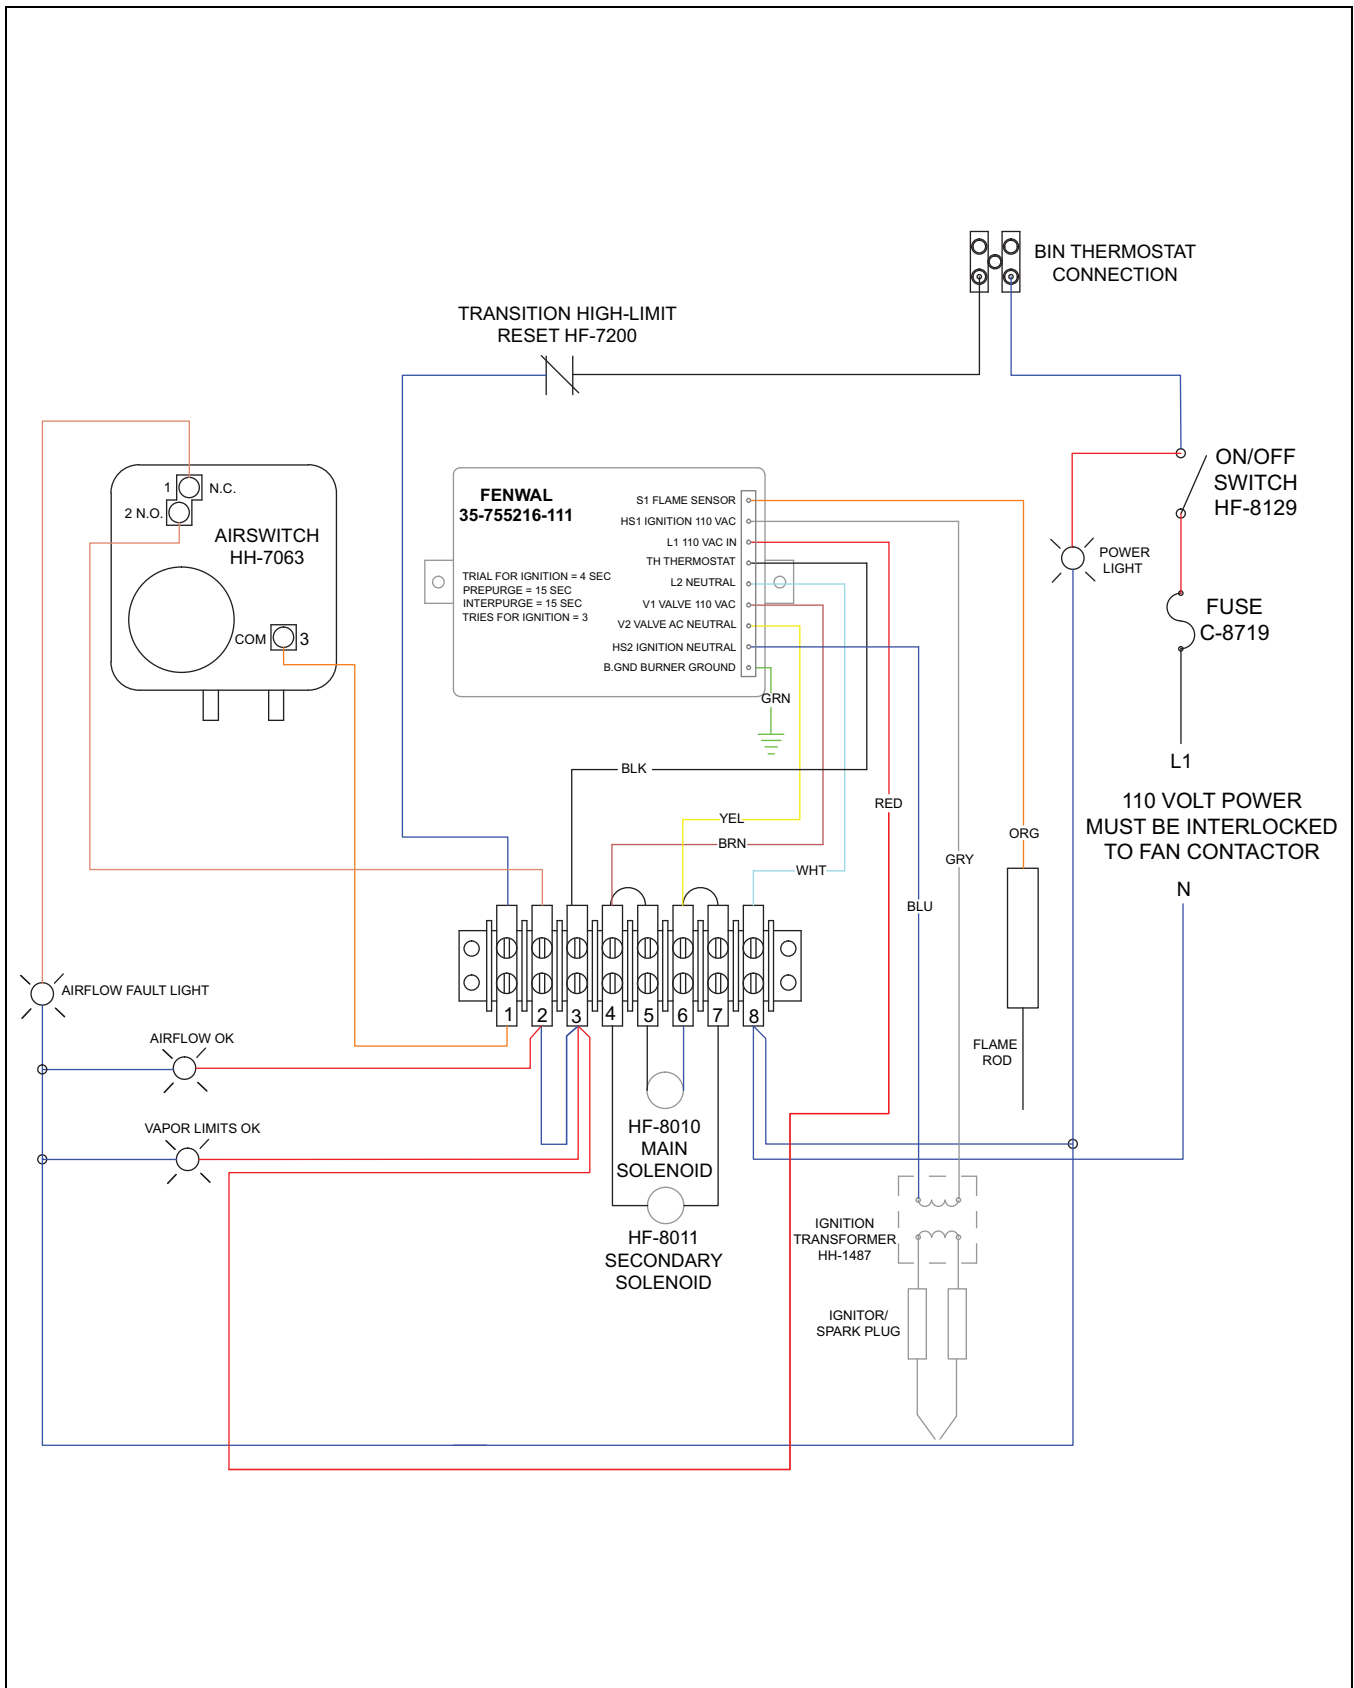 BIN THERMOSTAT
CONNECTION
TRANSITION HIGH-LIMIT
RESET HF-7200
ON/OFF
SWITCH
HF-8129
POWER
LIGHT
FUSE
C-8719
L1
110 VOLT POWER
MUST BE INTERLOCKED
TO FAN CONTACTOR
N
1
N.C.
2 N.O.
AIRSWITCH
HH-7063
COM
3
FENWAL
35-755216-111
TRIAL FOR IGNITION = 4 SEC
PREPURGE = 15 SEC
INTERPURGE = 15 SEC
TRIES FOR IGNITION = 3
S1 FLAME SENSOR
HS1 IGNITION 110 VAC
L1 110 VAC IN
TH THERMOSTAT
L2 NEUTRAL
V1 VALVE 110 VAC
V2 VALVE AC NEUTRAL
HS2 IGNITION NEUTRAL
B.GND BURNER GROUND
GRN
BLK
RED
YEL
BRN
WHT
ORG
GRY
BLU
1 2 3 4 5 6 7 8
AIRFLOW FAULT LIGHT
AIRFLOW OK
VAPOR LIMITS OK
FLAME
ROD
HF-8010
MAIN
SOLENOID
HF-8011
SECONDARY
SOLENOID
IGNITION
TRANSFORMER
HH-1487
IGNITOR/
SPARK PLUG